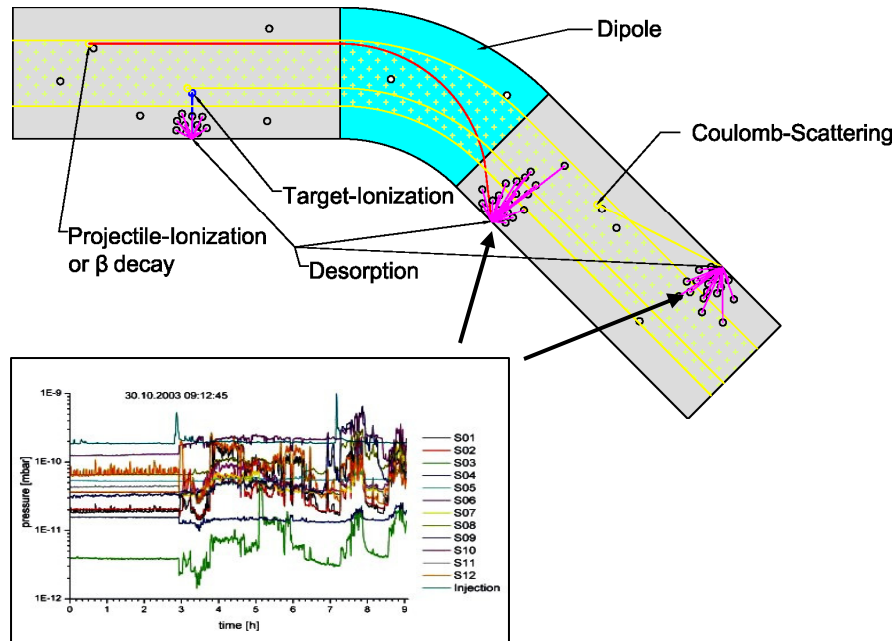 Dipole
Coulomb-Scattering
Target-Ionization
Projectile-Ionization
or β decay
Desorption
30.10.2003 09:12:45
1E-9
1E-10
1E-11
1E-12
pressure [mbar]
0 1 2 3 4 5 6 7 8 9
time [h]
S01
S02
S03
S04
S05
S06
S07
S08
S09
S10
S11
S12
Injection